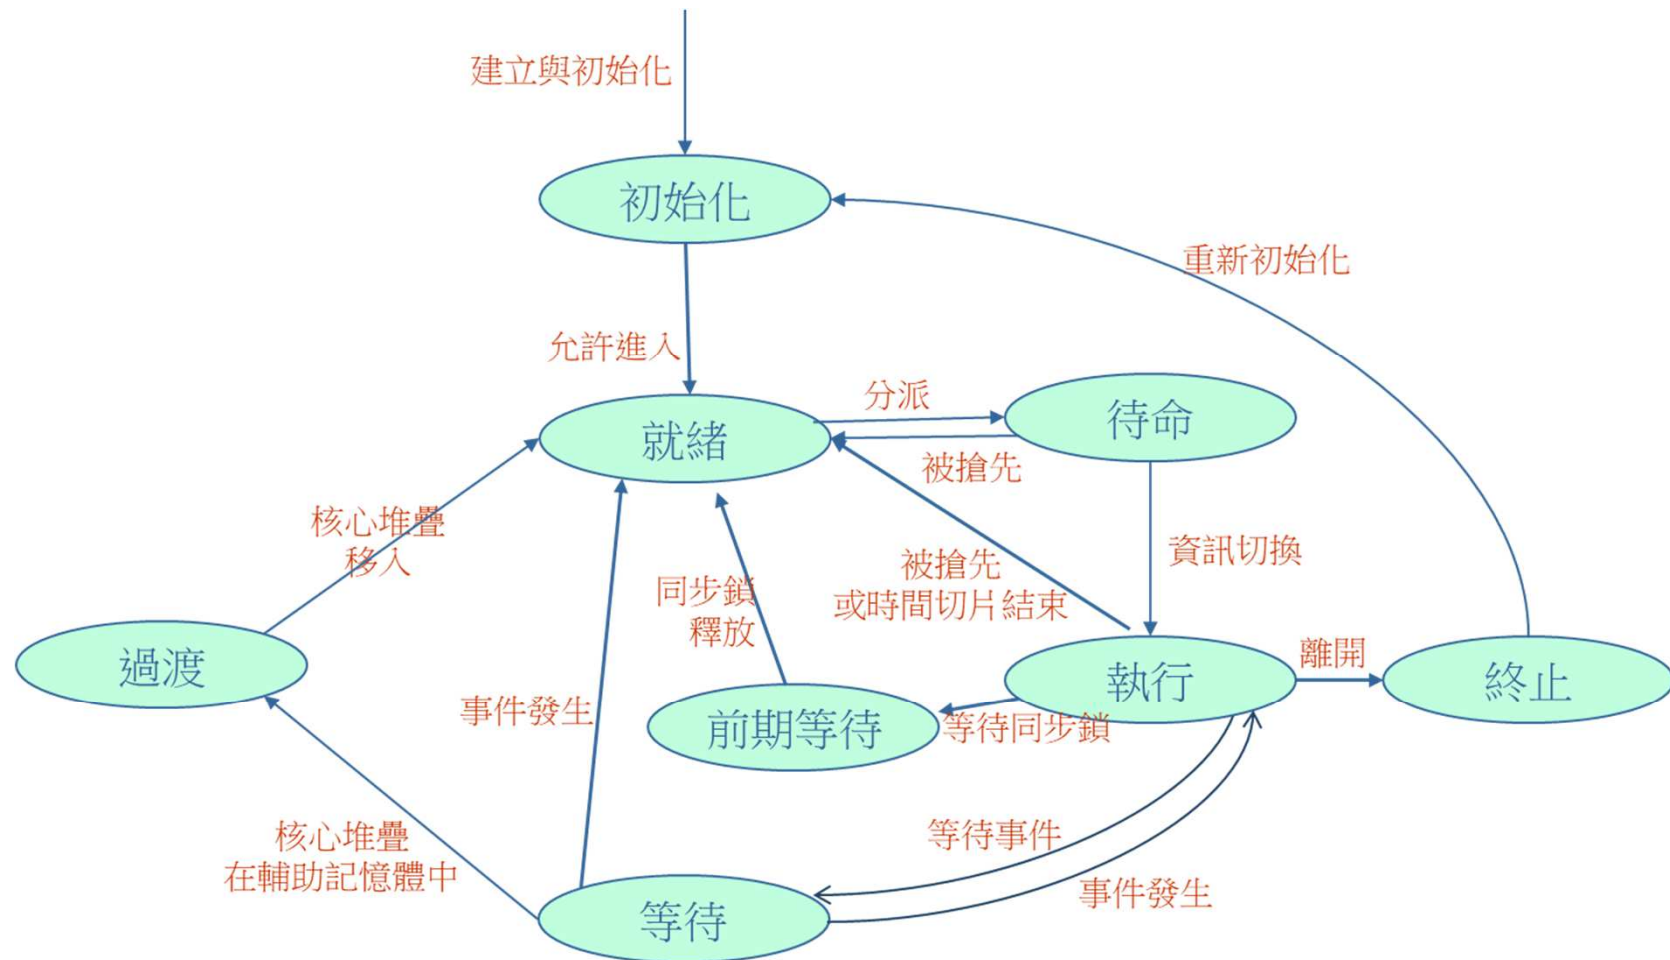 建立與初始化
初始化
重新初始化
允許進入
分派
待命
就緒
被搶先
核心堆疊
移入
資訊切換
被搶先
或時間切片結束
同步鎖
釋放
過渡
離開
執行
終止
事件發生
前期等待
等待同步鎖
等待事件
核心堆疊
在輔助記憶體中
事件發生
等待